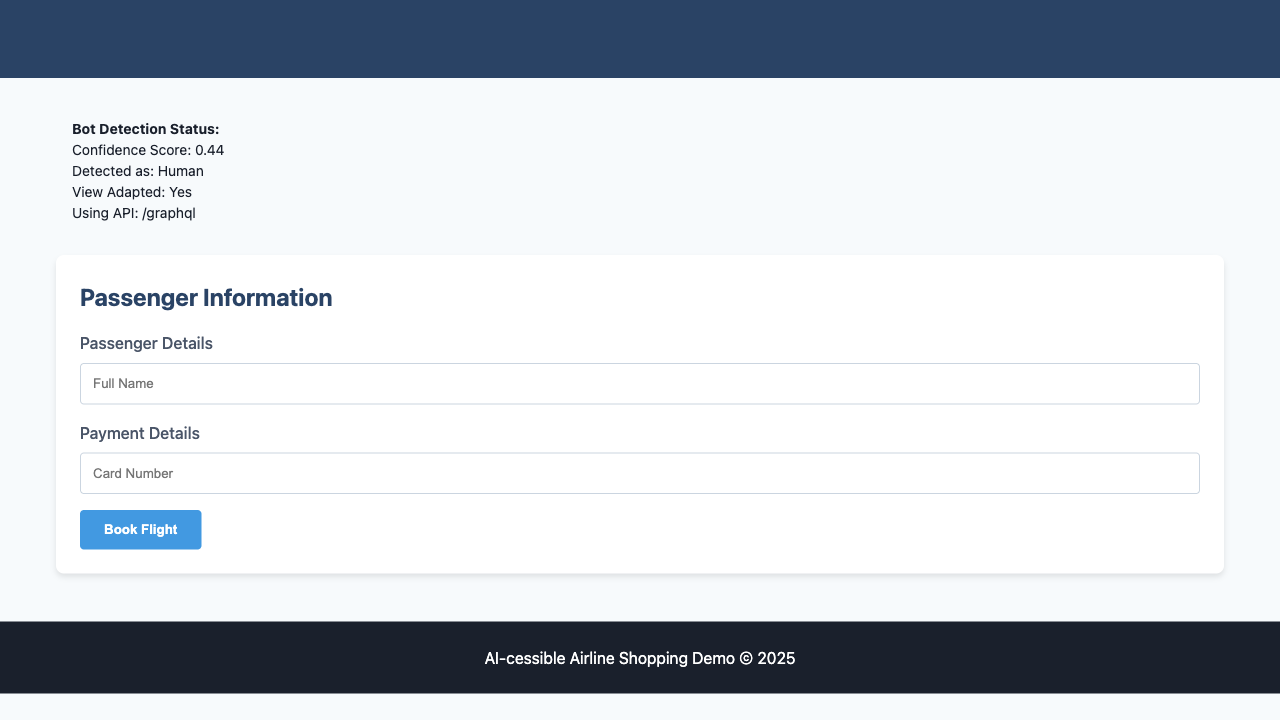 Bot Detection Status:
Confidence Score: 0.44
Detected as: Human
View Adapted: Yes
Using API: /graphql
Passenger Information
Passenger Details
Full Name
Payment Details
Card Number
Book Flight
AI-cessible Airline Shopping Demo © 2025